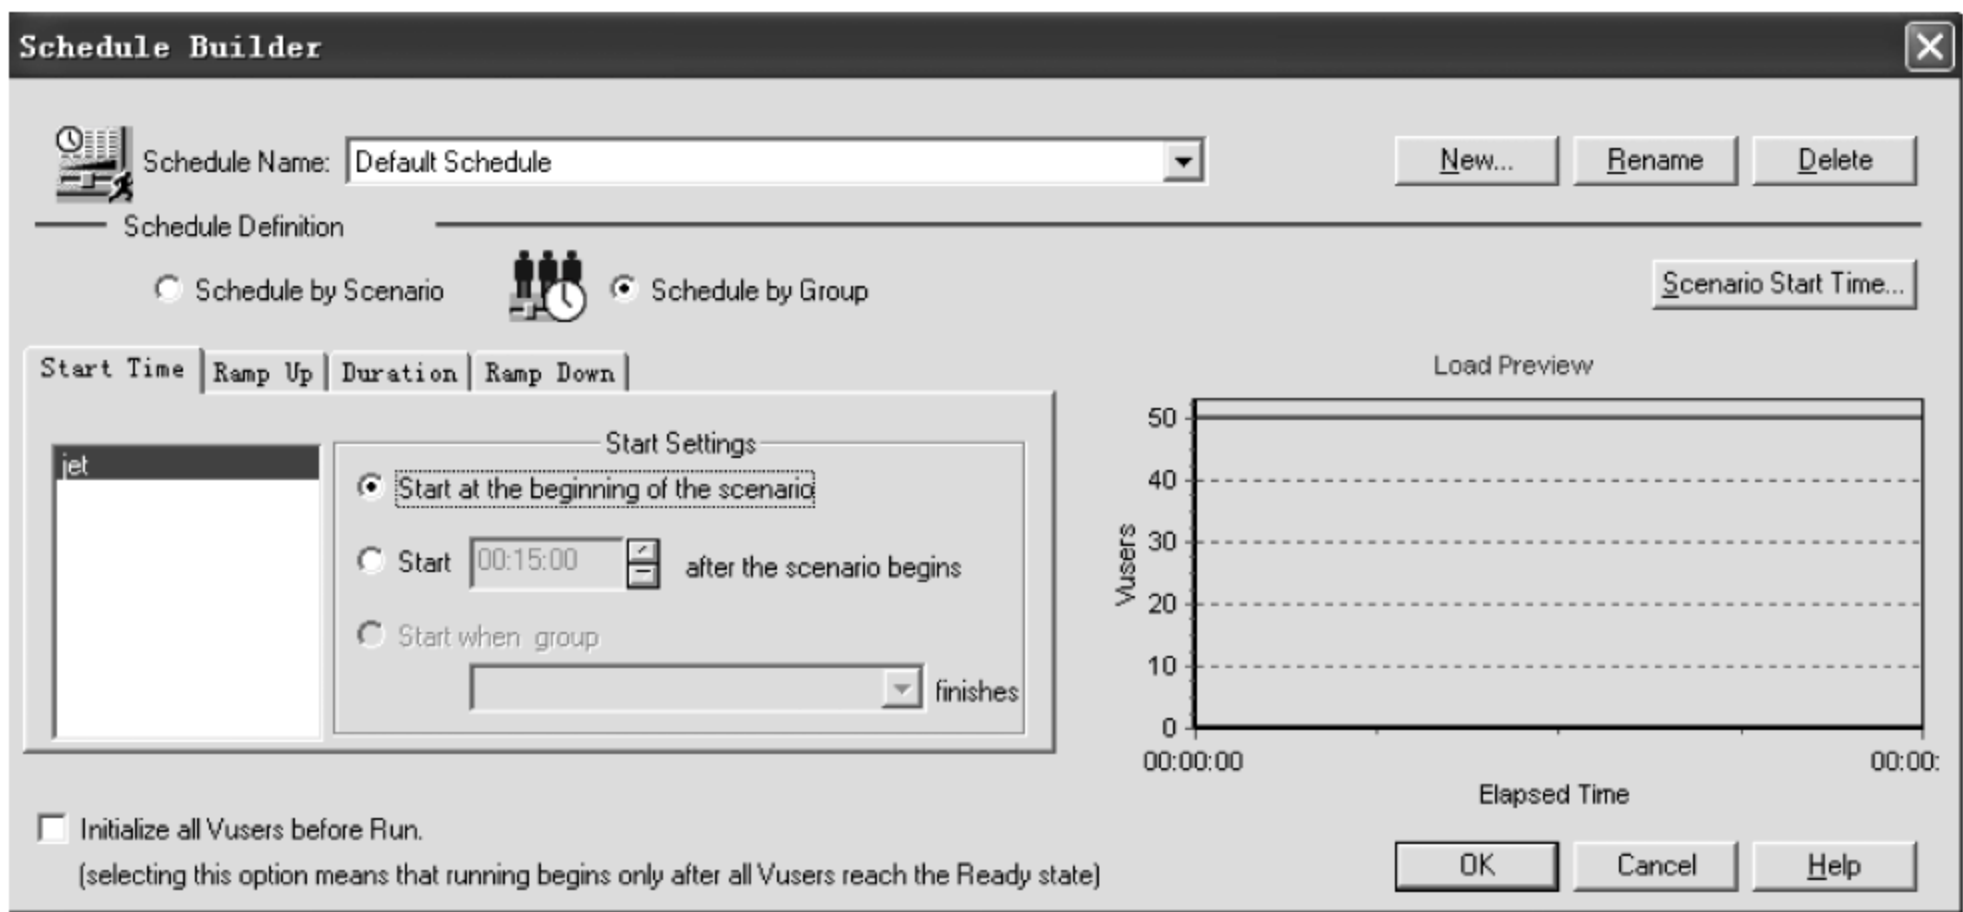 Schedule Builder
Schedule Name: Default Schedule New... Rename Delete
Schedule Definition
Schedule by Scenario Schedule by Group Scenario Start Time...
Start Time Ramp Up Duration Ramp Down
jet
Start Settings
Start at the beginning of the scenario
Start 00:15:00 after the scenario begins
Start when group
finishes
Load Preview
50
40
30
20
10
0
Vusers
00:00:00 00:00:
Elapsed Time
Initialize all Vusers before Run.
(selecting this option means that running begins only after all Vusers reach the Ready state)
OK Cancel Help